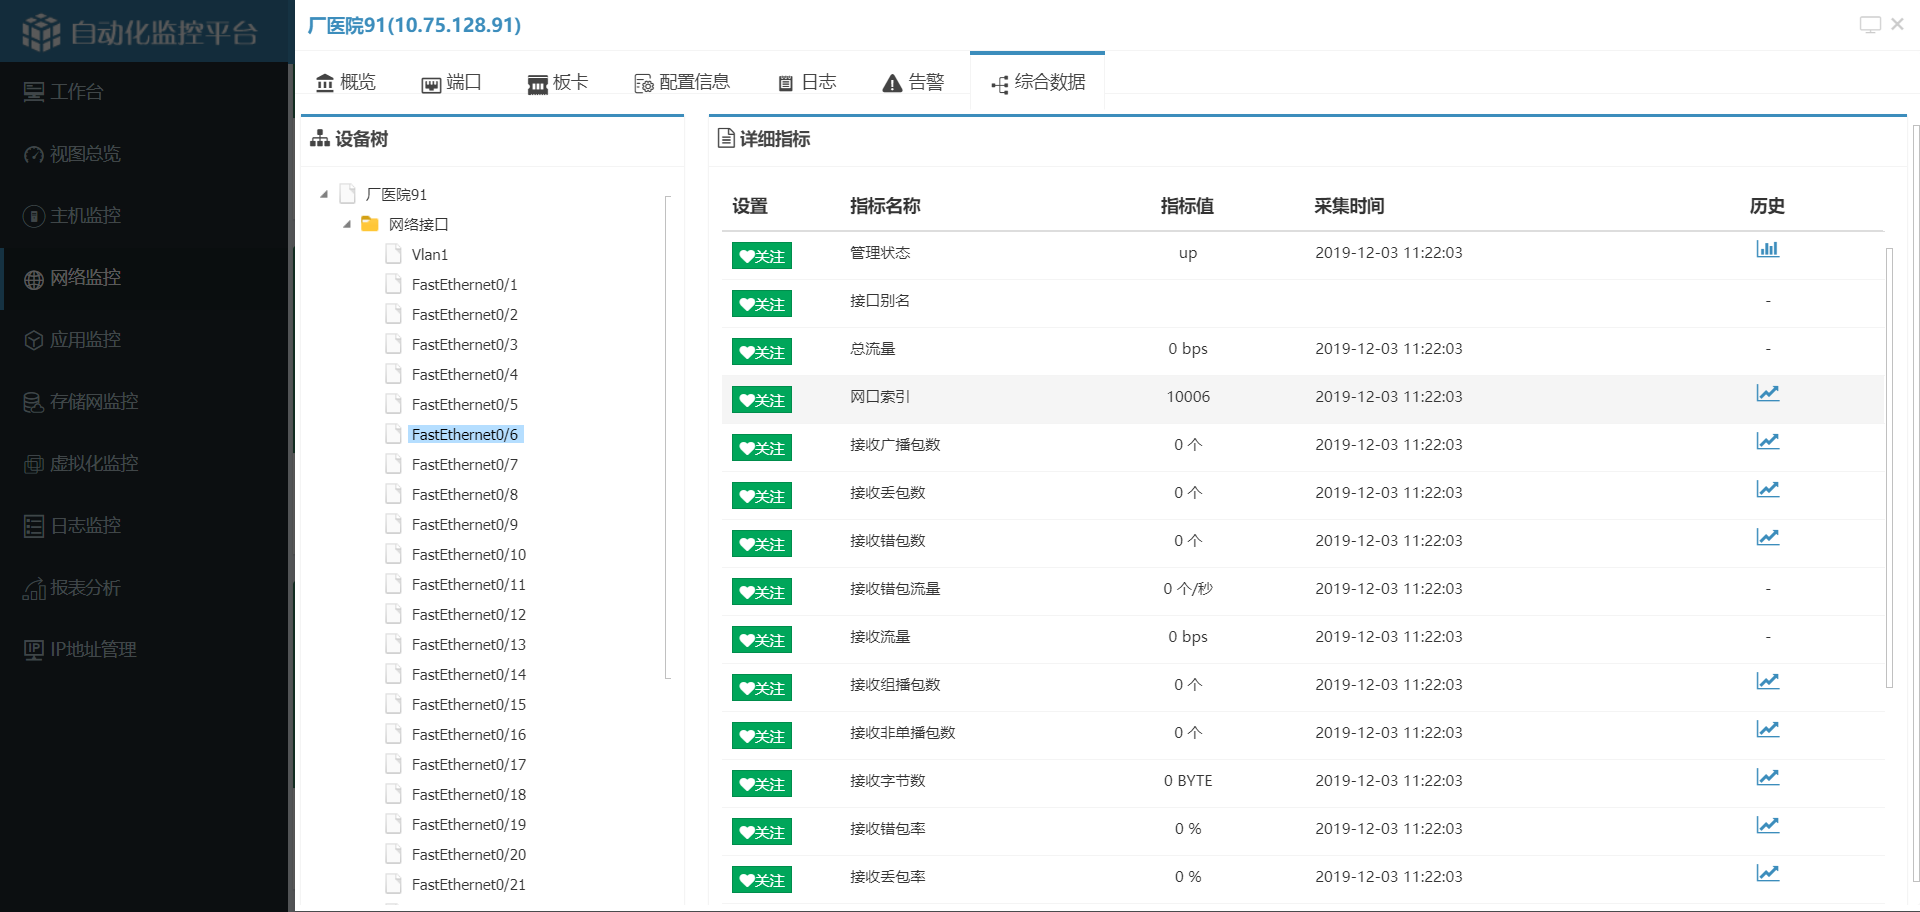 自动化监控平台
工作台
视图总览
主机监控
网络监控
应用监控
存储网监控
虚拟化监控
日志监控
报表分析
IP地址管理
厂医院91(10.75.128.91)
概览 端口 板卡 配置信息 日志 告警 综合数据
设备树
厂医院91
网络接口
Vlan1
FastEthernet0/1
FastEthernet0/2
FastEthernet0/3
FastEthernet0/4
FastEthernet0/5
FastEthernet0/6
FastEthernet0/7
FastEthernet0/8
FastEthernet0/9
FastEthernet0/10
FastEthernet0/11
FastEthernet0/12
FastEthernet0/13
FastEthernet0/14
FastEthernet0/15
FastEthernet0/16
FastEthernet0/17
FastEthernet0/18
FastEthernet0/19
FastEthernet0/20
FastEthernet0/21
详细指标
设置 指标名称 指标值 采集时间 历史
关注 管理状态 up 2019-12-03 11:22:03
关注 接口别名 -
关注 总流量 0 bps 2019-12-03 11:22:03 -
关注 网口索引 10006 2019-12-03 11:22:03
关注 接收广播包数 0 个 2019-12-03 11:22:03
关注 接收丢包数 0 个 2019-12-03 11:22:03
关注 接收错包数 0 个 2019-12-03 11:22:03
关注 接收错包流量 0 个/秒 2019-12-03 11:22:03 -
关注 接收流量 0 bps 2019-12-03 11:22:03 -
关注 接收组播包数 0 个 2019-12-03 11:22:03
关注 接收非单播包数 0 个 2019-12-03 11:22:03
关注 接收字节数 0 BYTE 2019-12-03 11:22:03
关注 接收错包率 0 % 2019-12-03 11:22:03
关注 接收丢包率 0 % 2019-12-03 11:22:03